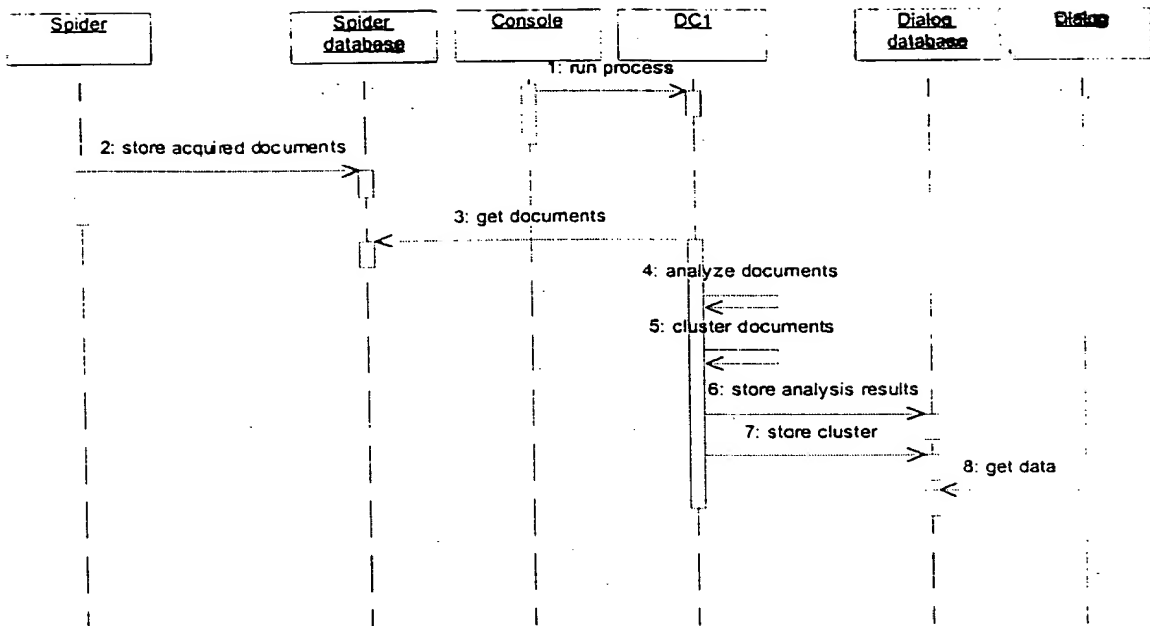 Spider
Spider
database
Console
DC1
Dialog
database
Dialog
1: run process
2: store acquired documents
3: get documents
4: analyze documents
5: cluster documents
6: store analysis results
7: store cluster
8: get data